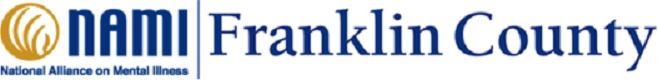 NAMI
National Alliance on Mental Illness
Franklin County